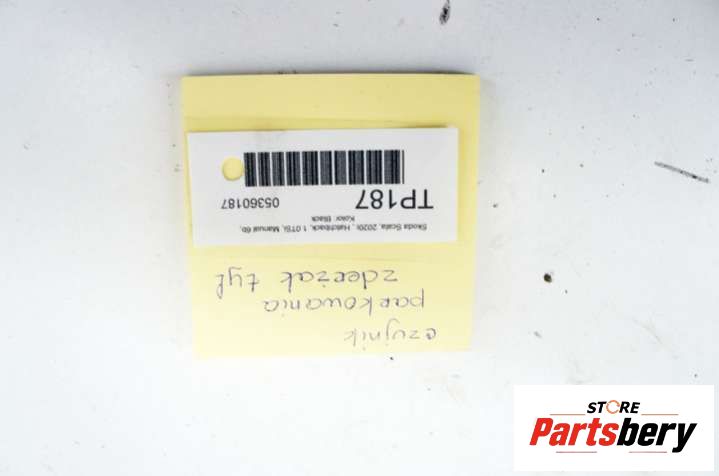 czujnik
parkowania
zderzak tył
Skoda Scala, 2020r., Hatchback, 1.0TSi, Manual 6b,
Kolor: Black
TP187
05360187
STORE
Partsbery